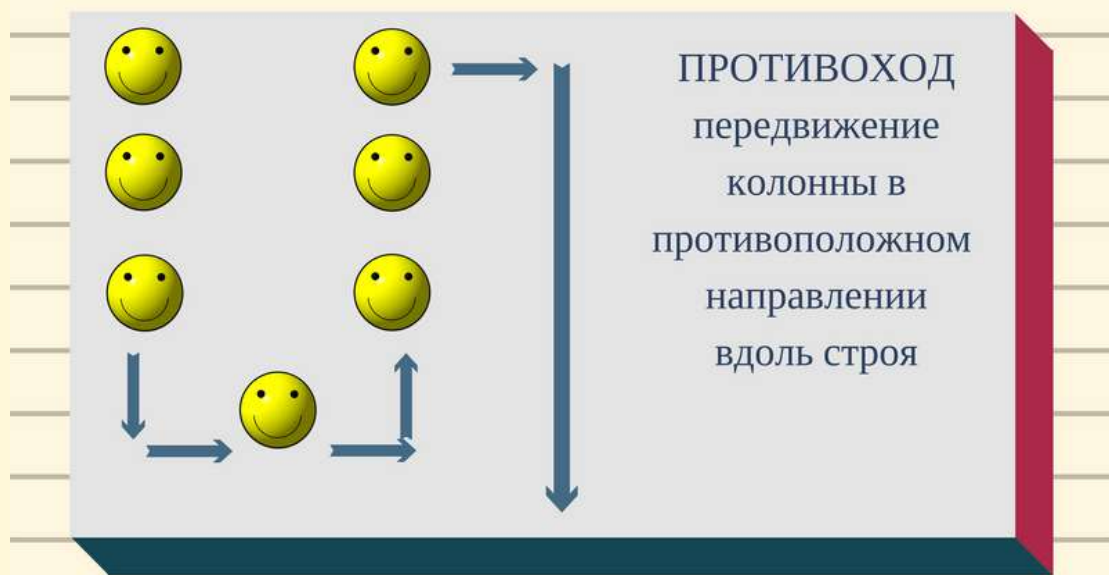 ПРОТИВОХОД
передвижение
колонны в
противоположном
направлении
вдоль строя